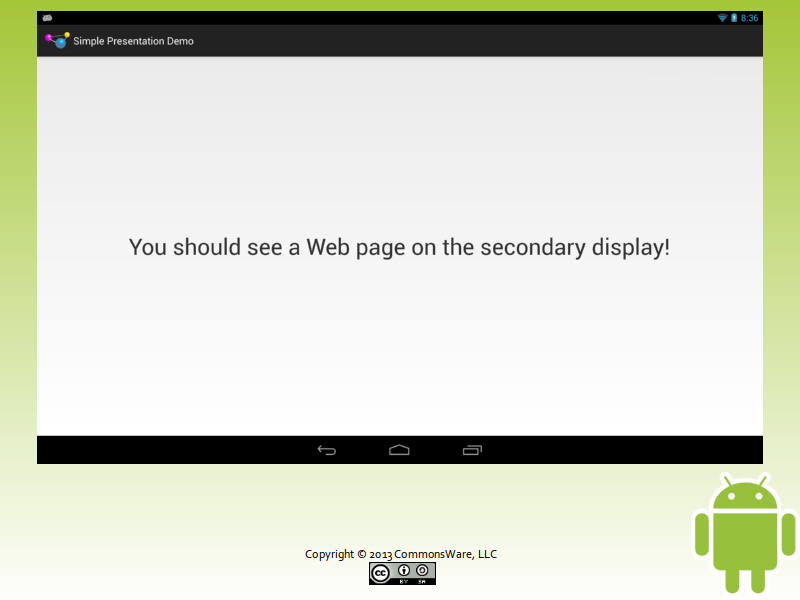 8:36
Simple Presentation Demo
You should see a Web page on the secondary display!
Copyright © 2013 CommonsWare, LLC
cc
BY SA